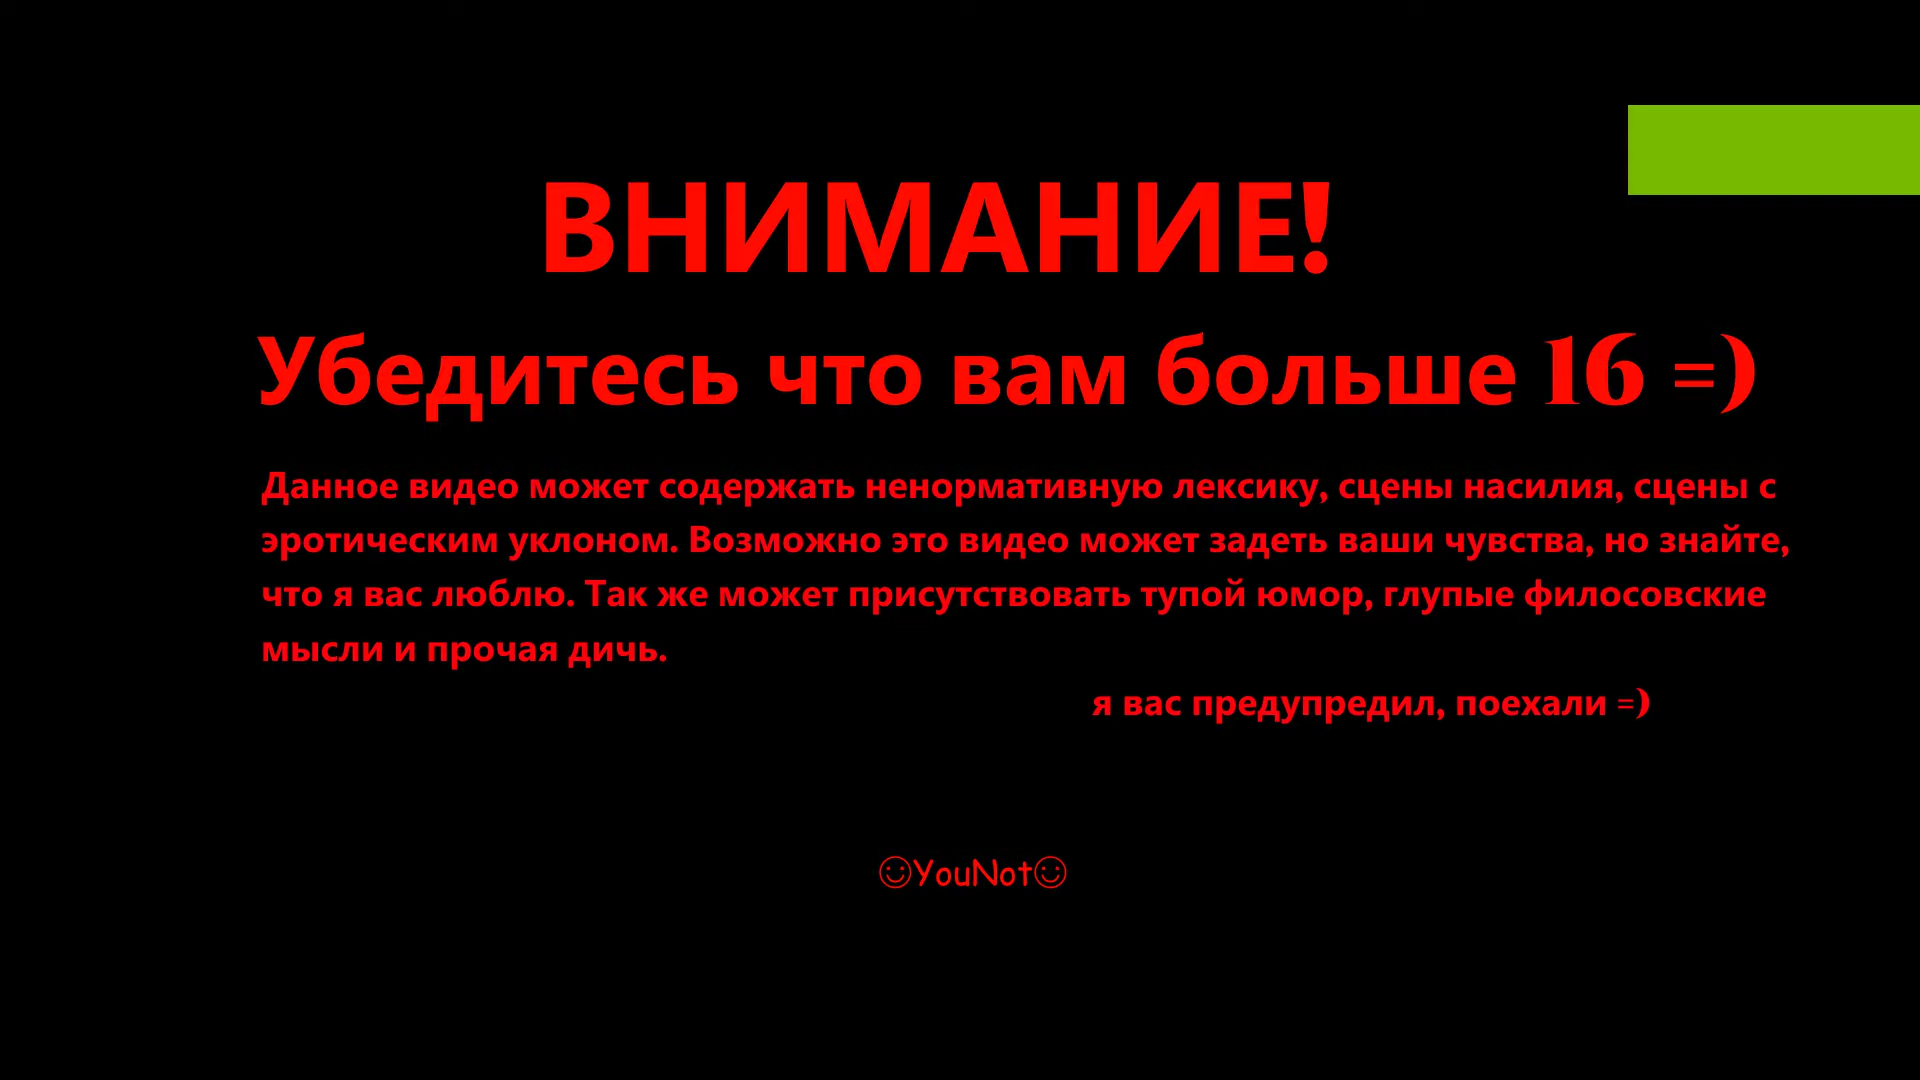 ВНИМАНИЕ!
Убедитесь что вам больше 16 =)
Данное видео может содержать ненормативную лексику, сцены насилия, сцены с
эротическим уклоном. Возможно это видео может задеть ваши чувства, но знайте,
что я вас люблю. Так же может присутствовать тупой юмор, глупые филосовские
мысли и прочая дичь.
я вас предупредил, поехали =)
☺YouNot☺